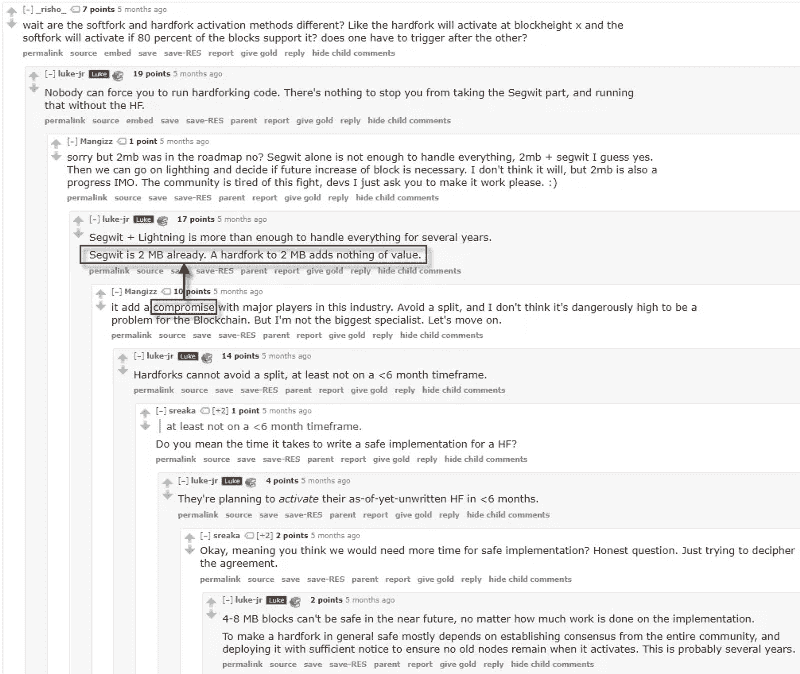 [–] _risho_ 7 points 5 months ago
wait are the softfork and hardfork activation methods different? Like the hardfork will activate at blockheight x and the
softfork will activate if 80 percent of the blocks support it? does one have to trigger after the other?
permalink source embed save save-RES report give gold reply hide child comments
[–] luke-jr Luke 19 points 5 months ago
Nobody can force you to run hardforking code. There's nothing to stop you from taking the Segwit part, and running
that without the HF.
permalink source embed save save-RES parent report give gold reply hide child comments
[–] Mangizz 1 point 5 months ago
sorry but 2mb was in the roadmap no? Segwit alone is not enough to handle everything, 2mb + segwit I guess yes.
Then we can go on lighthing and decide if future increase of block is necessary. I don't think it will, but 2mb is also a
progress IMO. The community is tired of this fight, devs I just ask you to make it work please. :)
permalink source save save-RES parent report give gold reply hide child comments
[–] luke-jr Luke 17 points 5 months ago
Segwit + Lightning is more than enough to handle everything for several years.
Segwit is 2 MB already. A hardfork to 2 MB adds nothing of value.
permalink source save save-RES parent report give gold reply hide child comments
[–] Mangizz 10 points 5 months ago
it add a compromise with major players in this industry. Avoid a split, and I don't think it's dangerously high to be a
problem for the Blockchain. But I'm not the biggest specialist. Let's move on.
permalink source save save-RES parent report give gold reply hide child comments
[–] luke-jr Luke 14 points 5 months ago
Hardforks cannot avoid a split, at least not on a <6 month timeframe.
permalink source save save-RES parent report give gold reply hide child comments
[–] sreaka [+2] 1 point 5 months ago
at least not on a <6 month timeframe.
Do you mean the time it takes to write a safe implementation for a HF?
permalink source save save-RES parent report give gold reply hide child comments
[–] luke-jr Luke 4 points 5 months ago
They're planning to activate their as-of-yet-unwritten HF in <6 months.
permalink source save save-RES parent report give gold reply hide child comments
[–] sreaka [+2] 2 points 5 months ago
Okay, meaning you think we would need more time for safe implementation? Honest question. Just trying to decipher
the agreement.
permalink source save save-RES parent report give gold reply hide child comments
[–] luke-jr Luke 2 points 5 months ago
4-8 MB blocks can't be safe in the near future, no matter how much work is done on the implementation.
To make a hardfork in general safe mostly depends on establishing consensus from the entire community, and
deploying it with sufficient notice to ensure no old nodes remain when it activates. This is probably several years.
permalink source save save-RES parent report give gold reply hide child comments